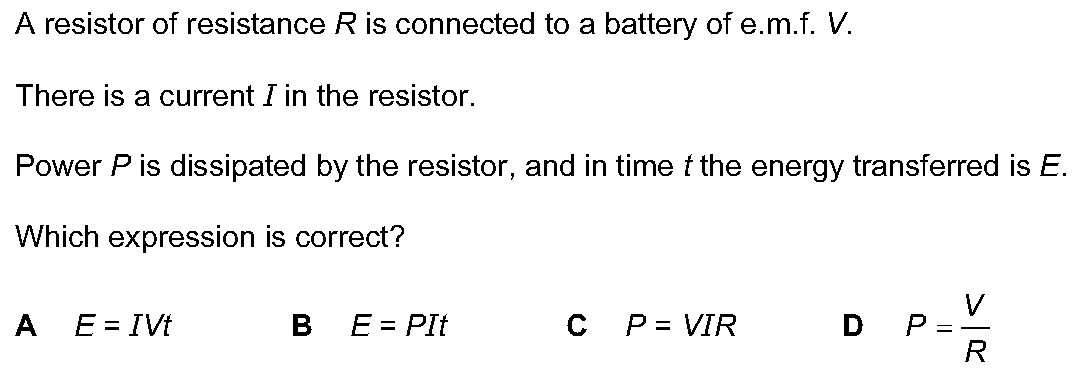 A resistor of resistance R is connected to a battery of e.m.f. V.
There is a current I in the resistor.
Power P is dissipated by the resistor, and in time t the energy transferred is E.
Which expression is correct?
A E = IVt B E = PIt C P = VIR D P = V/R